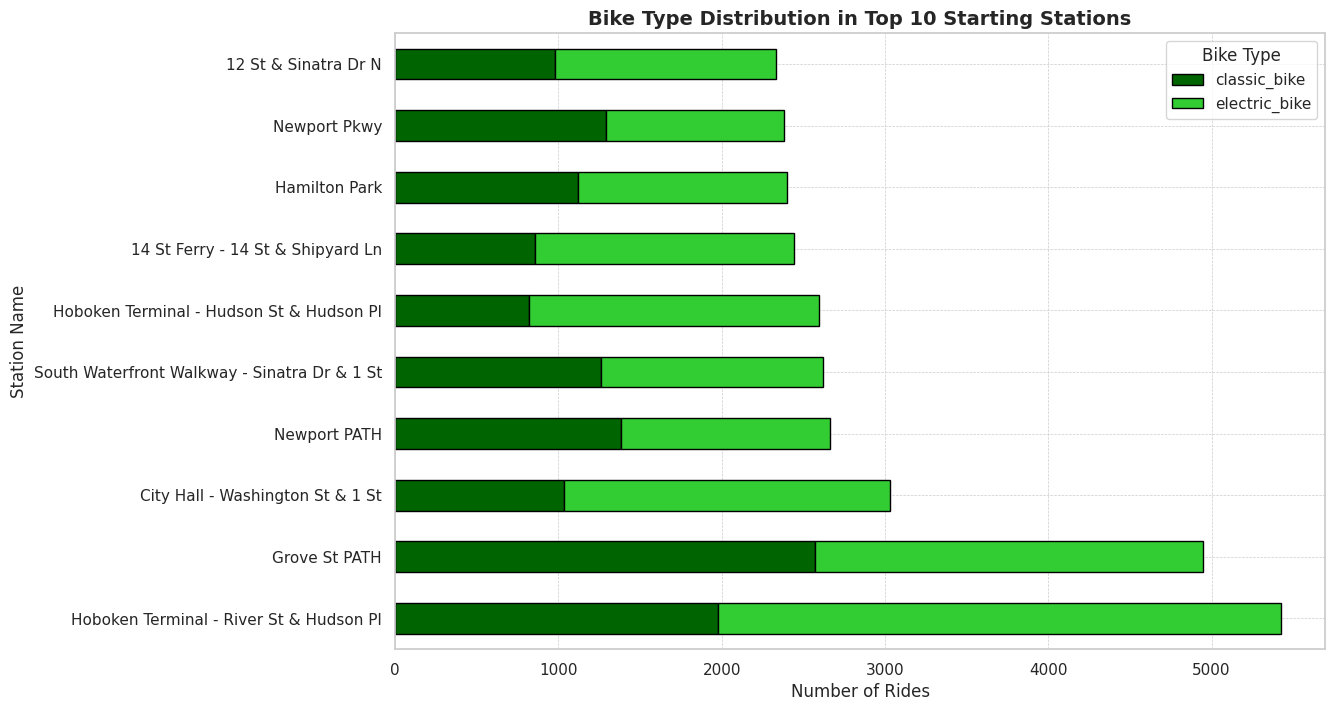 Bike Type Distribution in Top 10 Starting Stations
Bike Type
classic_bike
electric_bike
Station Name
12 St & Sinatra Dr N
Newport Pkwy
Hamilton Park
14 St Ferry - 14 St & Shipyard Ln
Hoboken Terminal - Hudson St & Hudson Pl
South Waterfront Walkway - Sinatra Dr & 1 St
Newport PATH
City Hall - Washington St & 1 St
Grove St PATH
Hoboken Terminal - River St & Hudson Pl
0 1000 2000 3000 4000 5000
Number of Rides